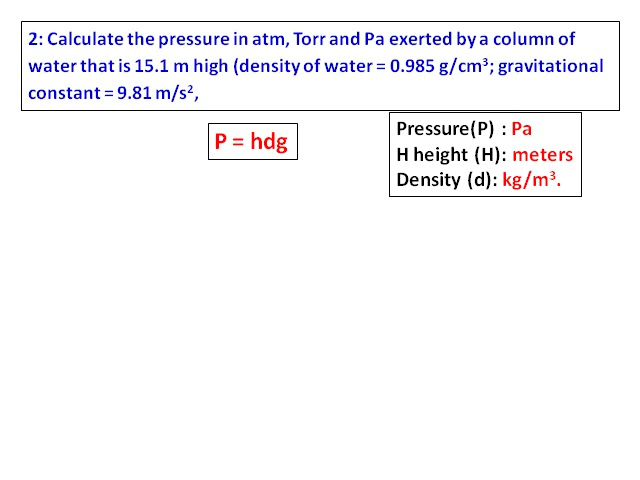 2: Calculate the pressure in atm, Torr and Pa exerted by a column of
water that is 15.1 m high (density of water = 0.985 g/cm³; gravitational
constant = 9.81 m/s²,
P = hdg
Pressure(P) : Pa
H height (H): meters
Density (d): kg/m³.